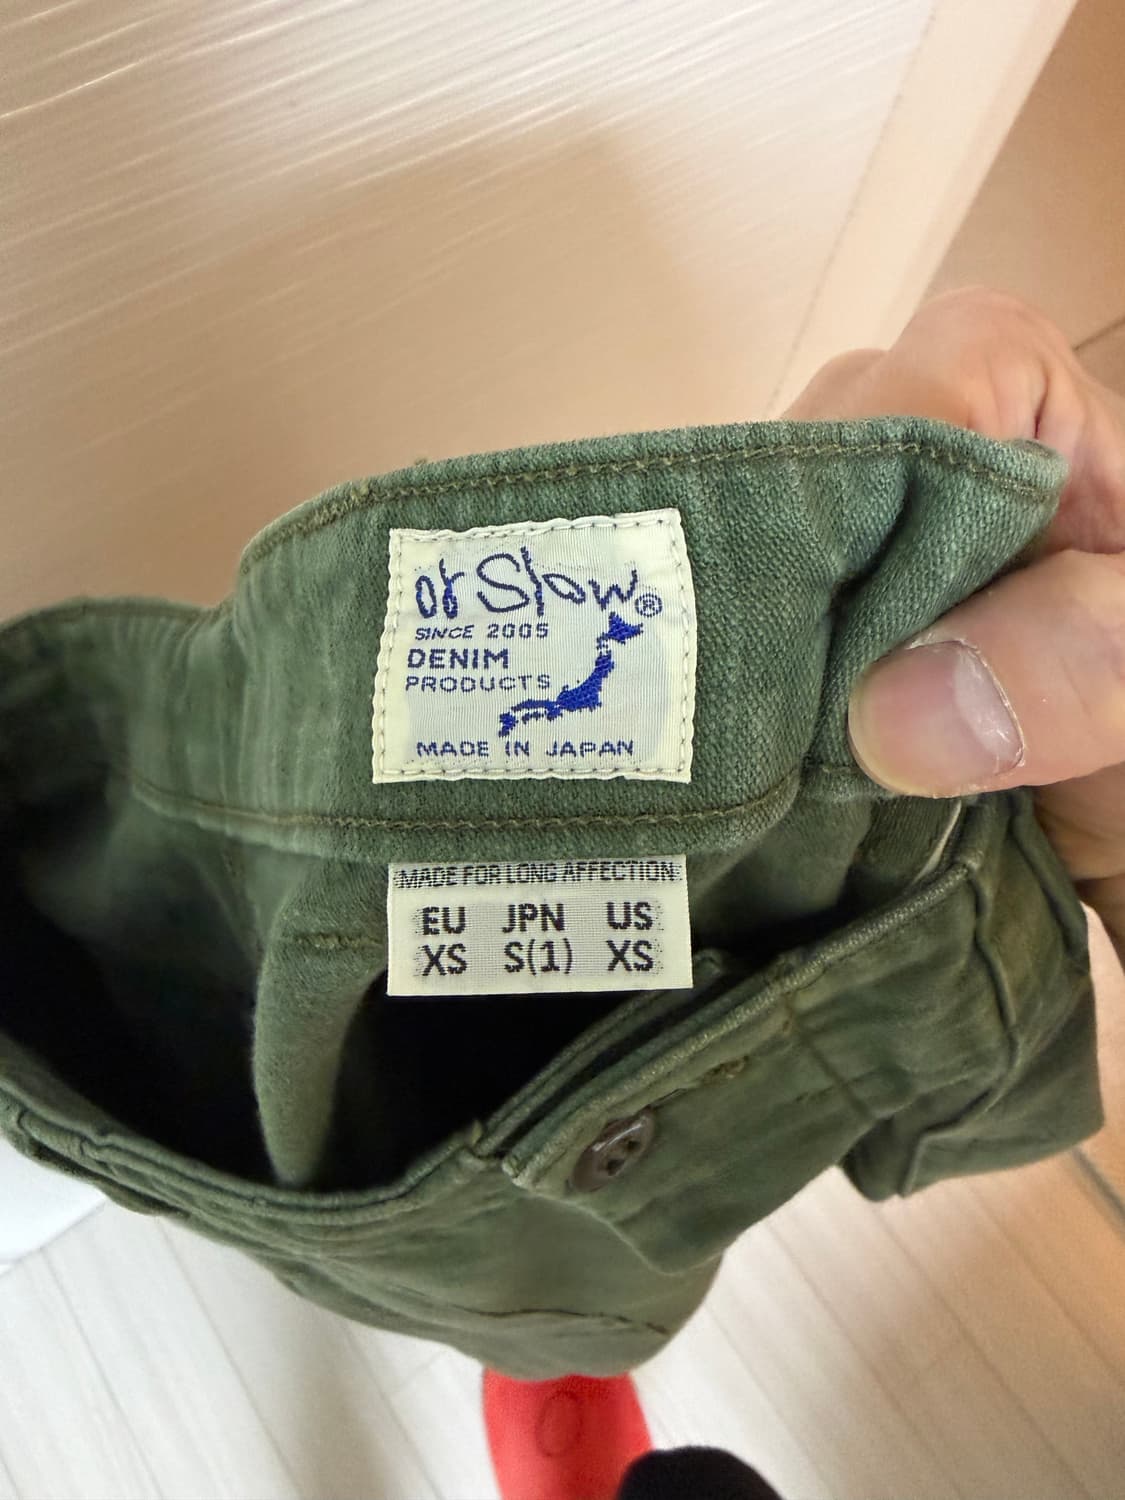 or Slow®
SINCE 2005
DENIM
PRODUCTS
MADE IN JAPAN
MADE FOR LONG AFFECTION
EU JPN US
XS S(1) XS